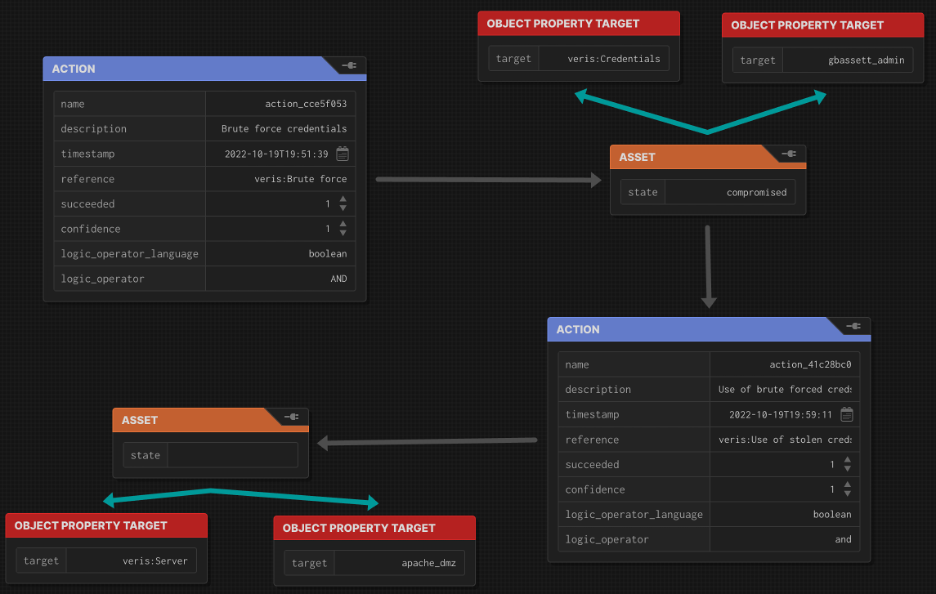 OBJECT PROPERTY TARGET
target veris:Credentials
OBJECT PROPERTY TARGET
target gbassett_admin
ACTION
name action_cce5f053
description Brute force credentials
timestamp 2022-10-19T19:51:39
reference veris:Brute force
succeeded 1
confidence 1
logic_operator_language boolean
logic_operator AND
ASSET
state compromised
ACTION
name action_41c28bc0
description Use of brute forced creds
timestamp 2022-10-19T19:59:11
reference veris:Use of stolen creds
succeeded 1
confidence 1
logic_operator_language boolean
logic_operator and
ASSET
state
OBJECT PROPERTY TARGET
target veris:Server
OBJECT PROPERTY TARGET
target apache_dmz